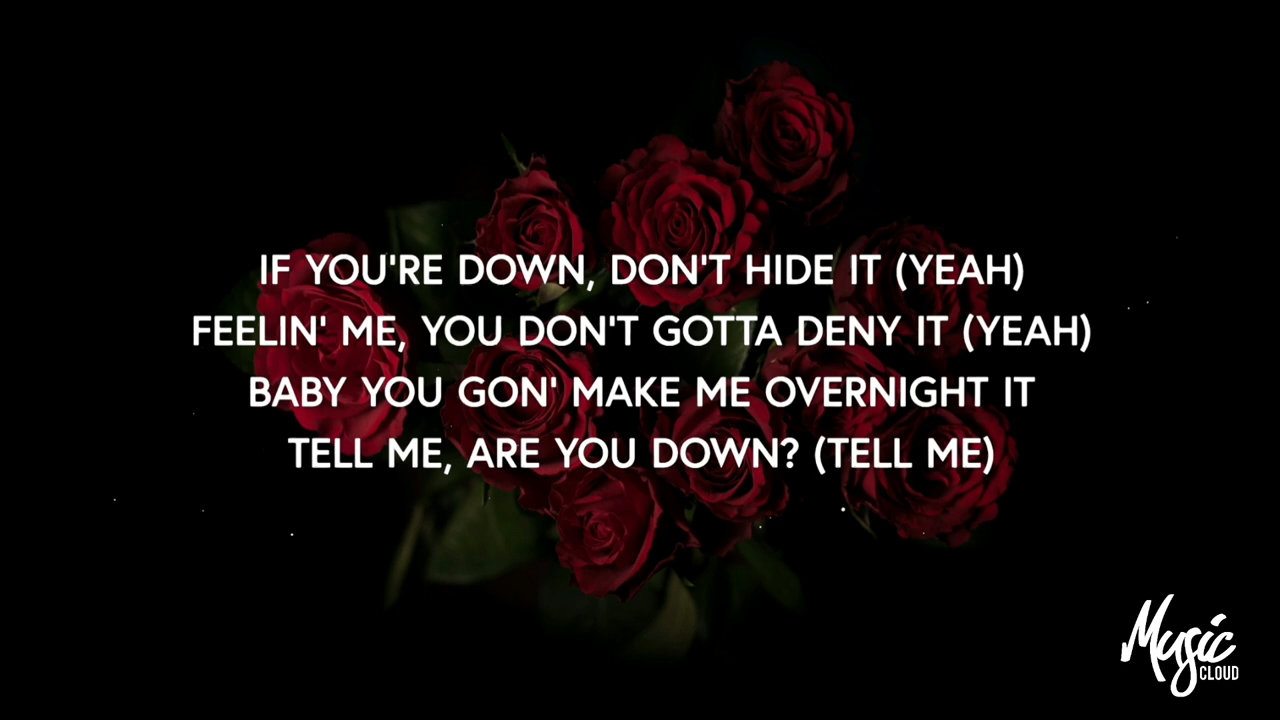 IF YOU'RE DOWN, DON'T HIDE IT (YEAH)
FEELIN' ME, YOU DON'T GOTTA DENY IT (YEAH)
BABY YOU GON' MAKE ME OVERNIGHT IT
TELL ME, ARE YOU DOWN? (TELL ME)
Music
CLOUD